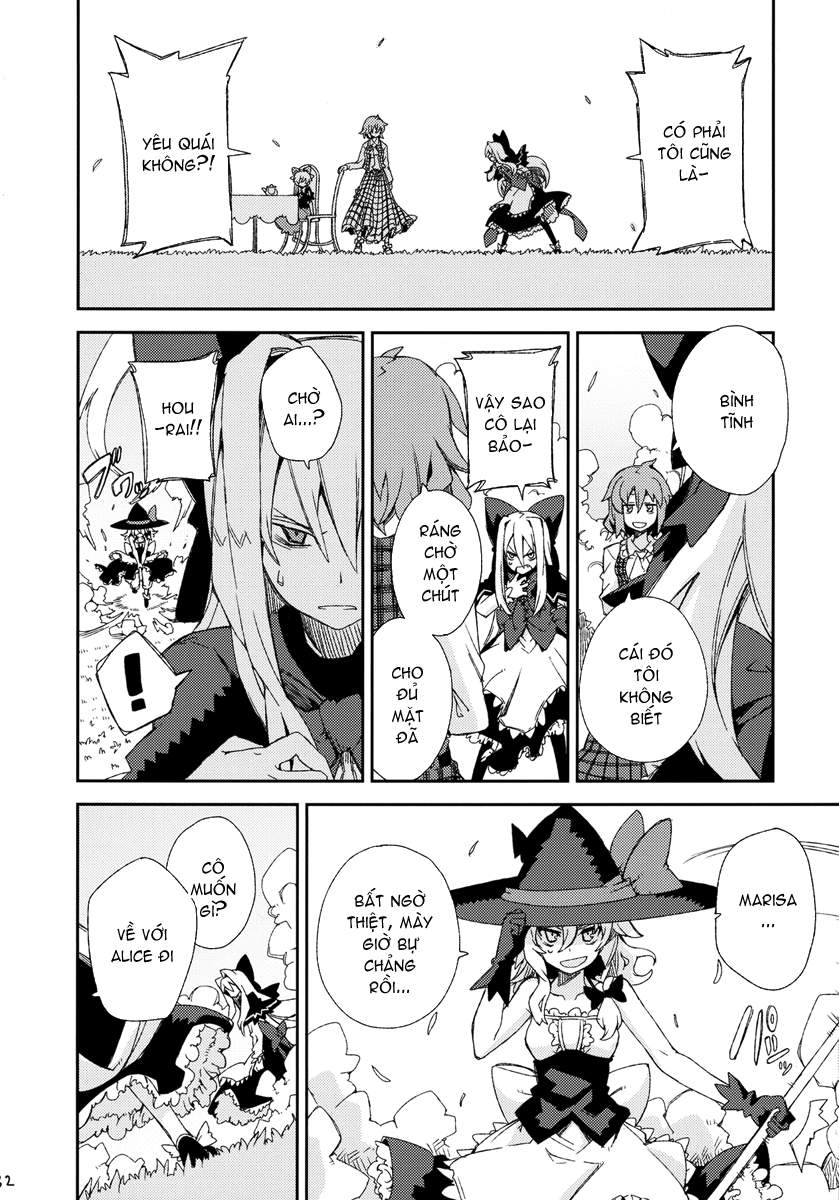 CÓ PHẢI
TÔI CŨNG
LÀ-
YÊU QUÁI
KHÔNG?!
BÌNH
TĨNH
CÁI ĐÓ
TÔI
KHÔNG
BIẾT
VẬY SAO
CÔ LẠI
BẢO-
RÁNG
CHỜ
MỘT
CHÚT
CHO
ĐỦ
MẶT
ĐÃ
CHỜ
AI...?
HOU
-RAI!!
!
MARISA
...
BẤT NGỜ
THIỆT, MÀY
GIỜ BỰ
CHẢNG
RỒI...
CÔ
MUỐN
GÌ?
VỀ VỚI
ALICE ĐI